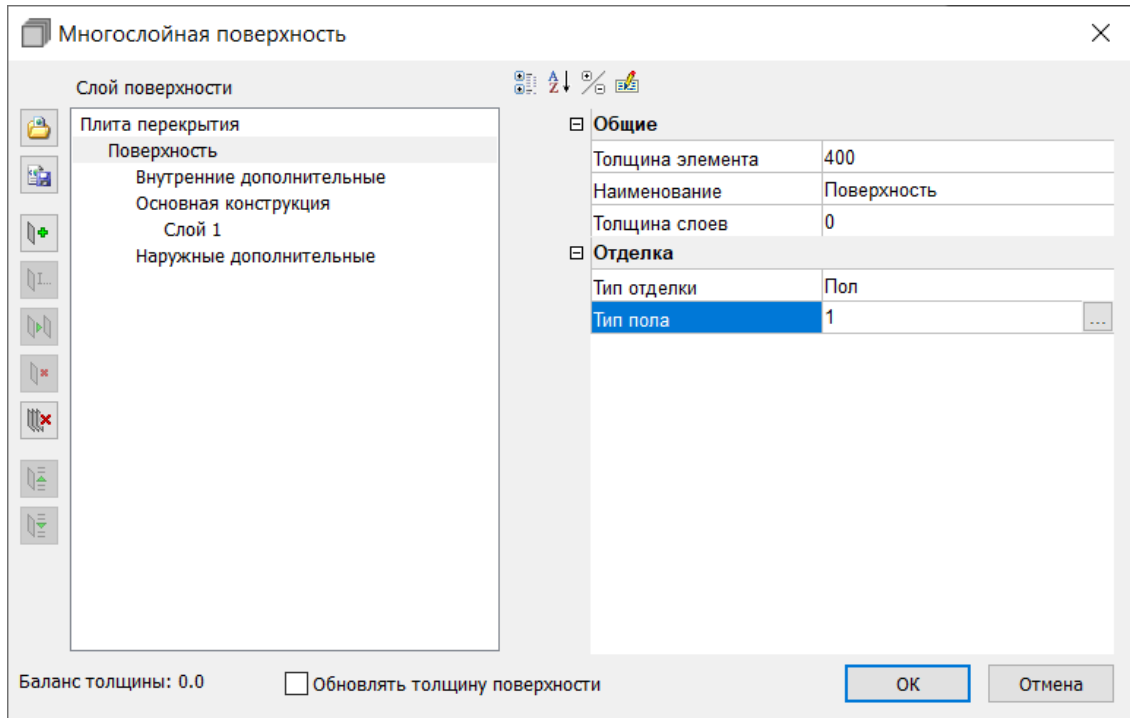 Многослойная поверхность
Слой поверхности
Плита перекрытия
Поверхность
Внутренние дополнительные
Основная конструкция
Слой 1
Наружные дополнительные
Общие
Толщина элемента 400
Наименование Поверхность
Толщина слоев 0
Отделка
Тип отделки Пол
Тип пола 1 ...
Баланс толщины: 0.0
Обновлять толщину поверхности
ОК
Отмена